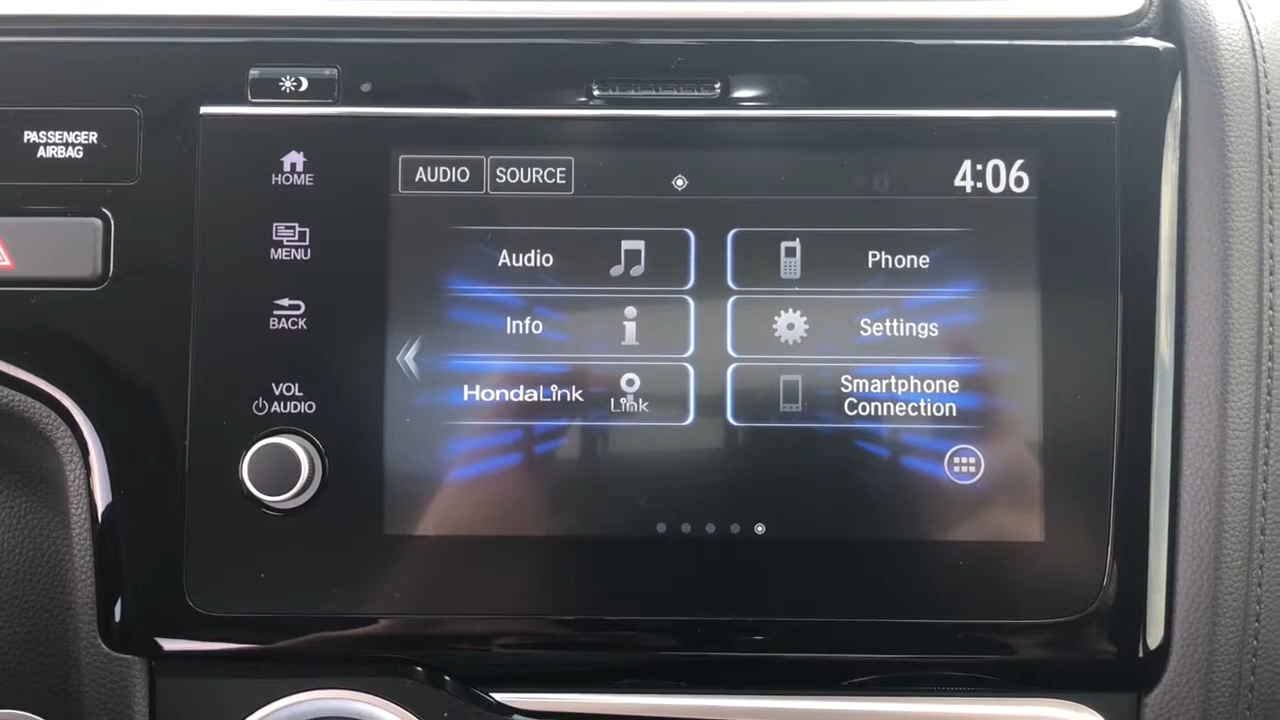 PASSENGER
AIRBAG
HOME
MENU
BACK
VOL
AUDIO
AUDIO SOURCE
4:06
Audio
Phone
Info
Settings
HondaLink
Link
Smartphone
Connection